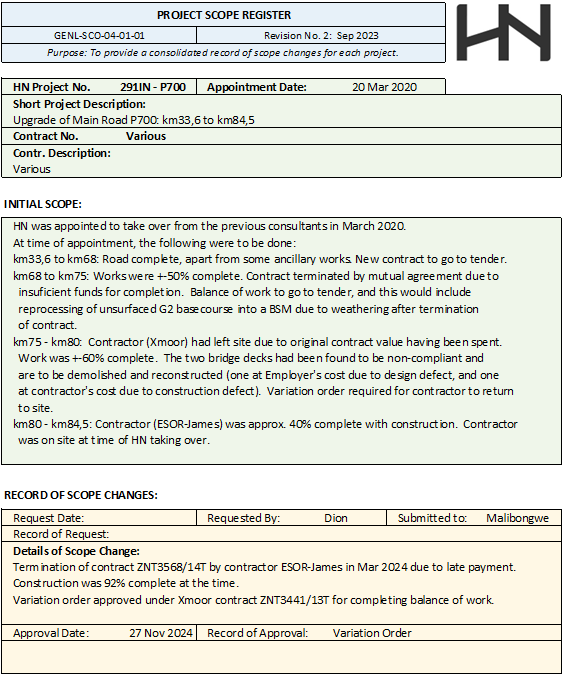 PROJECT SCOPE REGISTER
GENL-SCO-04-01-01 Revision No. 2: Sep 2023
Purpose: To provide a consolidated record of scope changes for each project.
HN
HN Project No. 291IN - P700 Appointment Date: 20 Mar 2020
Short Project Description:
Upgrade of Main Road P700: km33,6 to km84,5
Contract No. Various
Contr. Description:
Various
INITIAL SCOPE:
HN was appointed to take over from the previous consultants in March 2020.
At time of appointment, the following were to be done:
km33,6 to km68: Road complete, apart from some ancillary works. New contract to go to tender.
km68 to km75: Works were +-50% complete. Contract terminated by mutual agreement due to
insuficient funds for completion. Balance of work to go to tender, and this would include
reprocessing of unsurfaced G2 basecourse into a BSM due to weathering after termination
of contract.
km75 - km80: Contractor (Xmoor) had left site due to original contract value having been spent.
Work was +-60% complete. The two bridge decks had been found to be non-compliant and
are to be demolished and reconstructed (one at Employer's cost due to design defect, and one
at contractor's cost due to construction defect). Variation order required for contractor to return
to site.
km80 - km84,5: Contractor (ESOR-James) was approx. 40% complete with construction. Contractor
was on site at time of HN taking over.
RECORD OF SCOPE CHANGES:
Request Date: Requested By: Dion Submitted to: Malibongwe
Record of Request:
Details of Scope Change:
Termination of contract ZNT3568/14T by contractor ESOR-James in Mar 2024 due to late payment.
Construction was 92% complete at the time.
Variation order approved under Xmoor contract ZNT3441/13T for completing balance of work.
Approval Date: 27 Nov 2024 Record of Approval: Variation Order